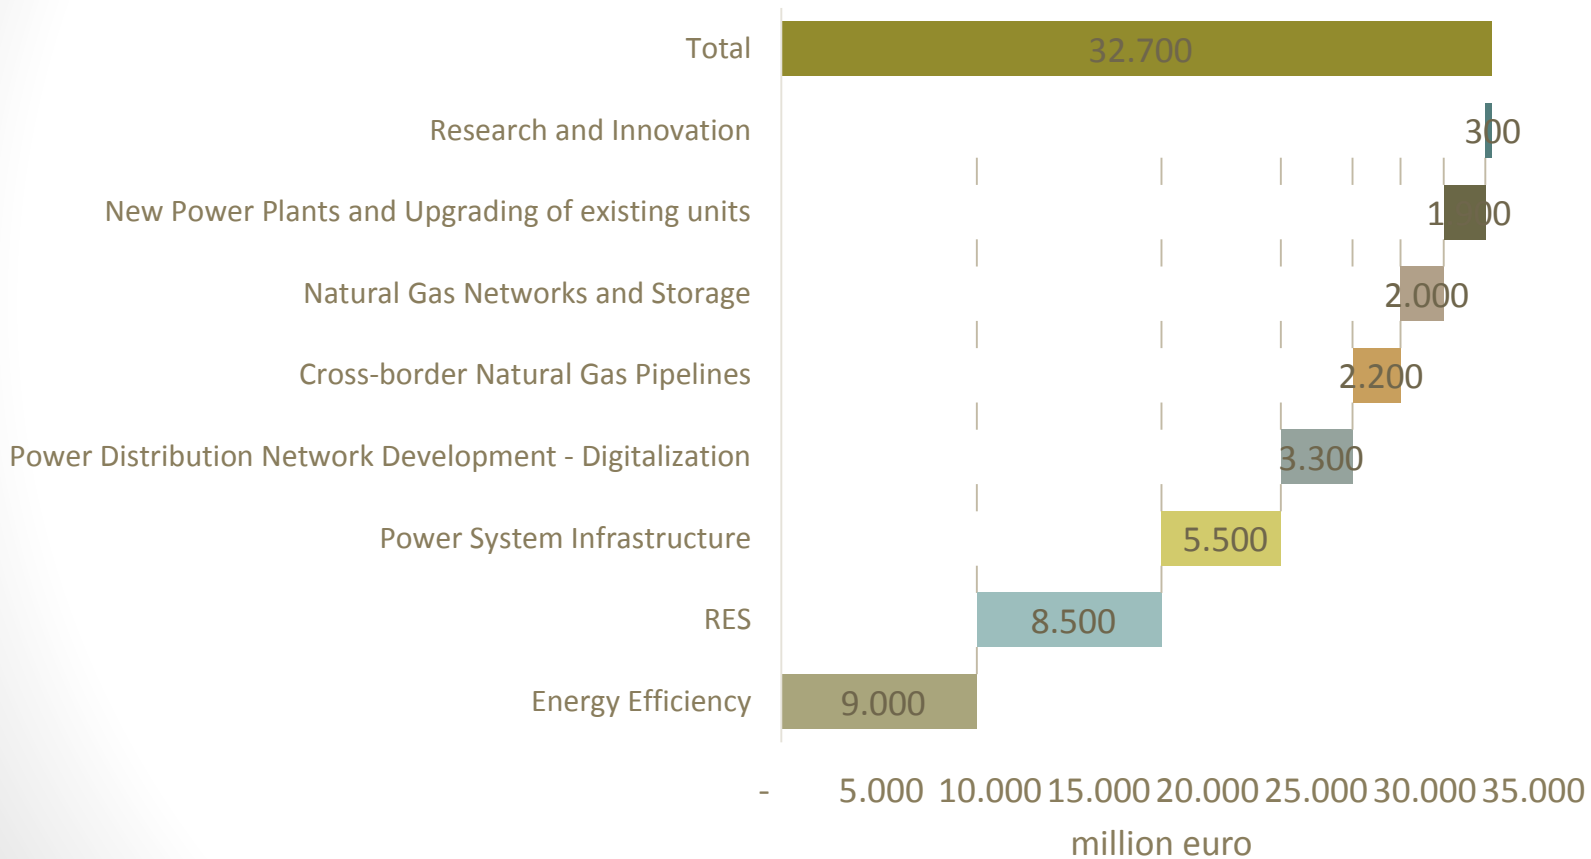 Total
32.700
Research and Innovation
300
New Power Plants and Upgrading of existing units
Natural Gas Networks and Storage
2.000
Cross-border Natural Gas Pipelines
2.200
Power Distribution Network Development - Digitalization
3.300
Power System Infrastructure
5.500
RES
8.500
Energy Efficiency
9.000
- 5.000 10.000 15.000 20.000 25.000 30.000 35.000
million euro